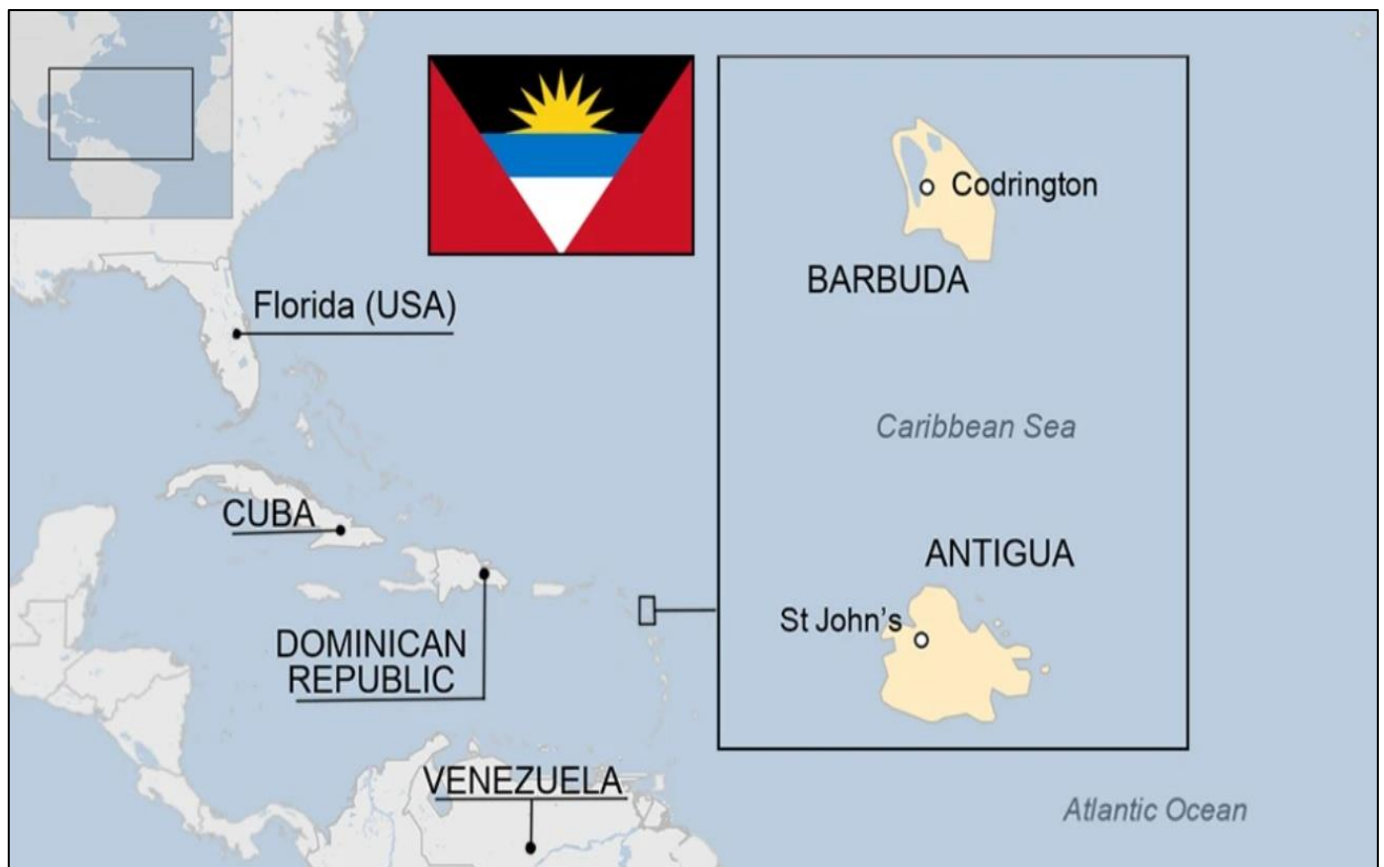 Codrington
BARBUDA
Florida (USA)
Caribbean Sea
CUBA
ANTIGUA
St John's
DOMINICAN
REPUBLIC
VENEZUELA
Atlantic Ocean